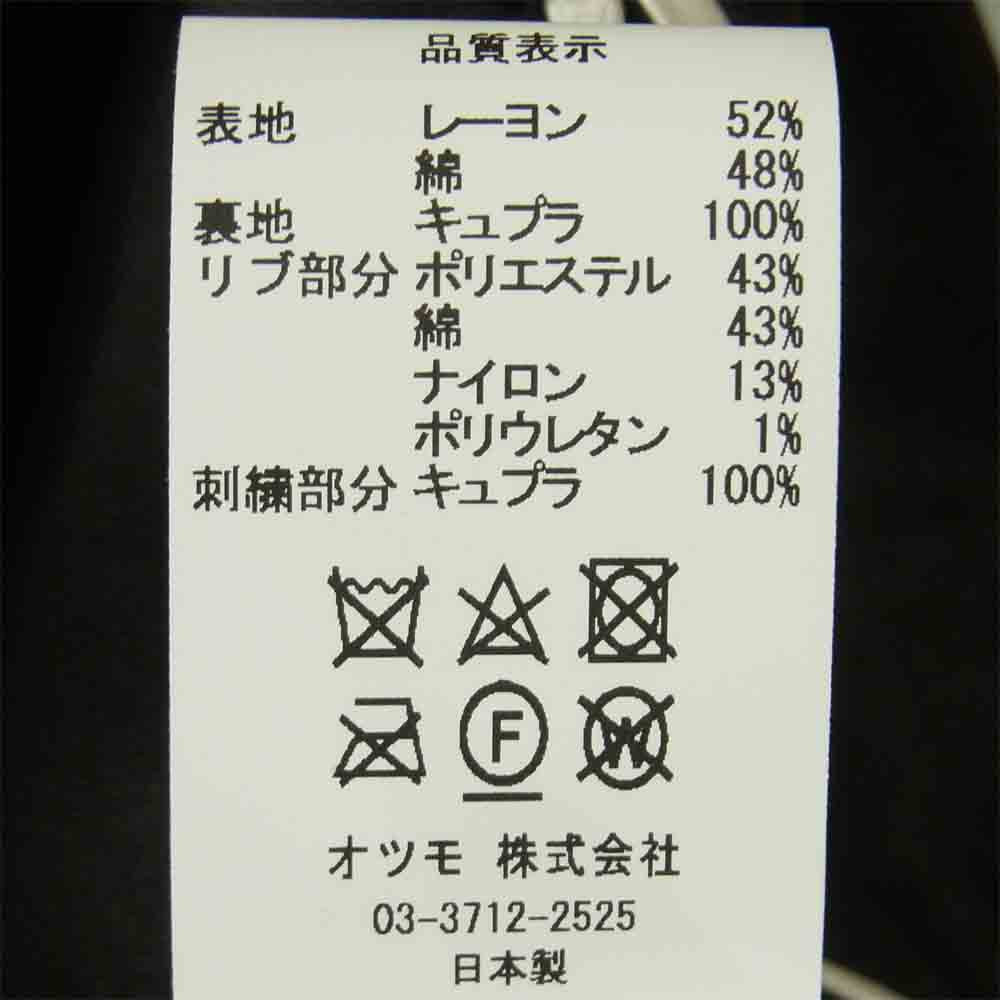 品質表示
表地 レーヨン 52%
綿 48%
裏地 キュプラ 100%
リブ部分 ポリエステル 43%
綿 43%
ナイロン 13%
ポリウレタン 1%
刺繍部分 キュプラ 100%
F W
オツモ 株式会社
03-3712-2525
日本製